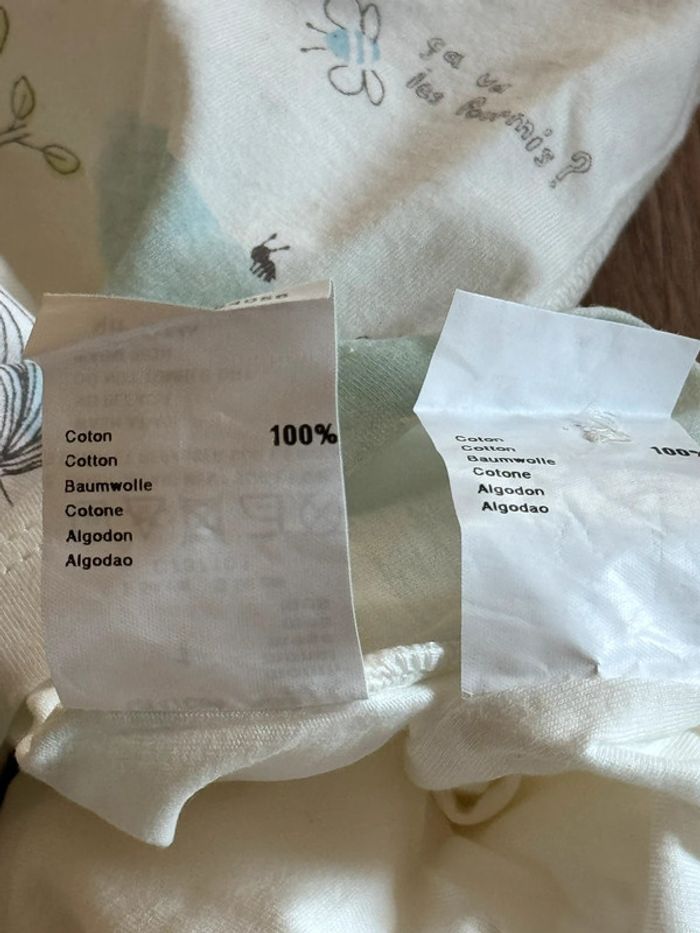 ça va
les fourmis?
Coton 100%
Cotton
Baumwolle
Cotone
Algodon
Algodao
Coton
Cotton 100%
Baumwolle
Cotone
Algodon
Algodao